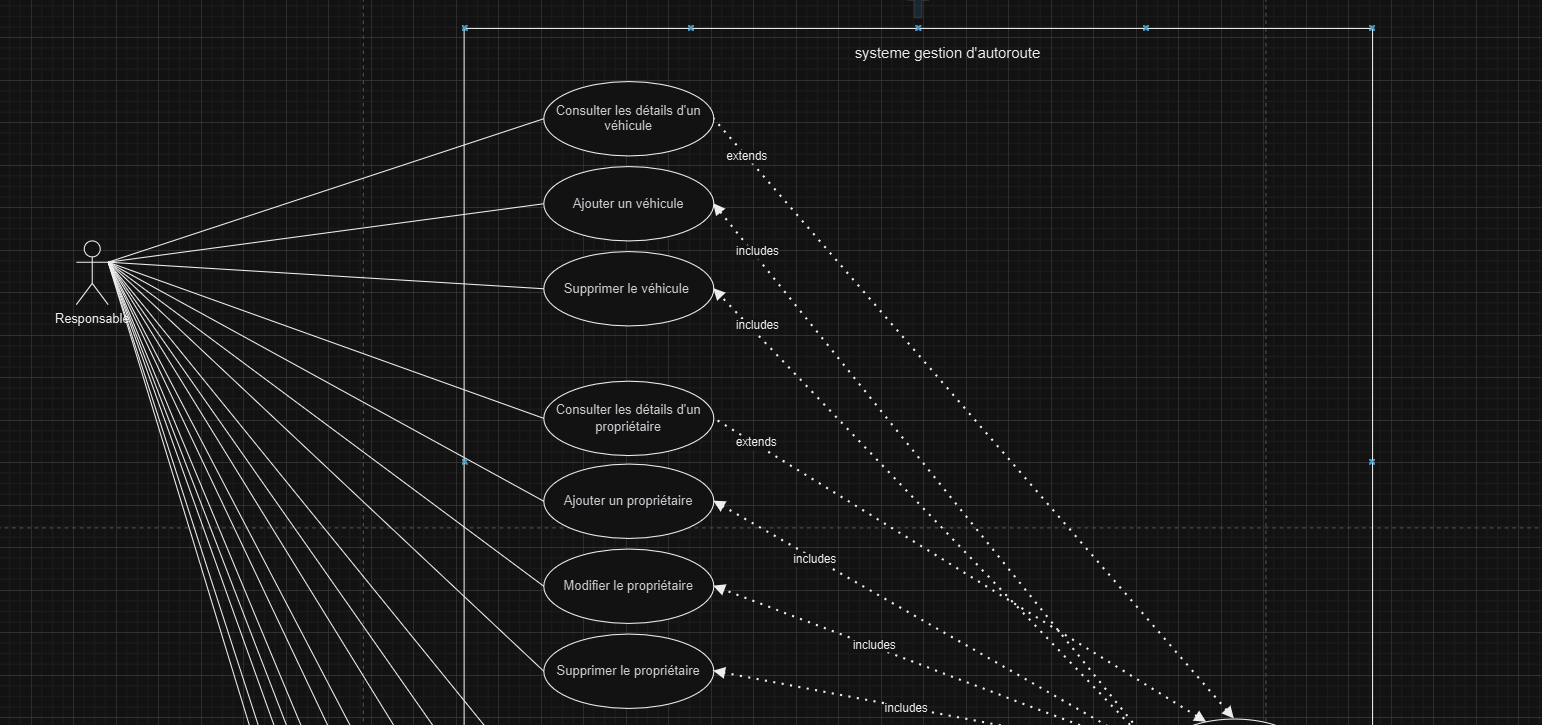 systeme gestion d'autoroute
Consulter les détails d'un
véhicule
extends
Ajouter un véhicule
includes
Supprimer le véhicule
Responsable
includes
Consulter les détails d'un
propriétaire
extends
Ajouter un propriétaire
includes
Modifier le propriétaire
includes
Supprimer le propriétaire
includes